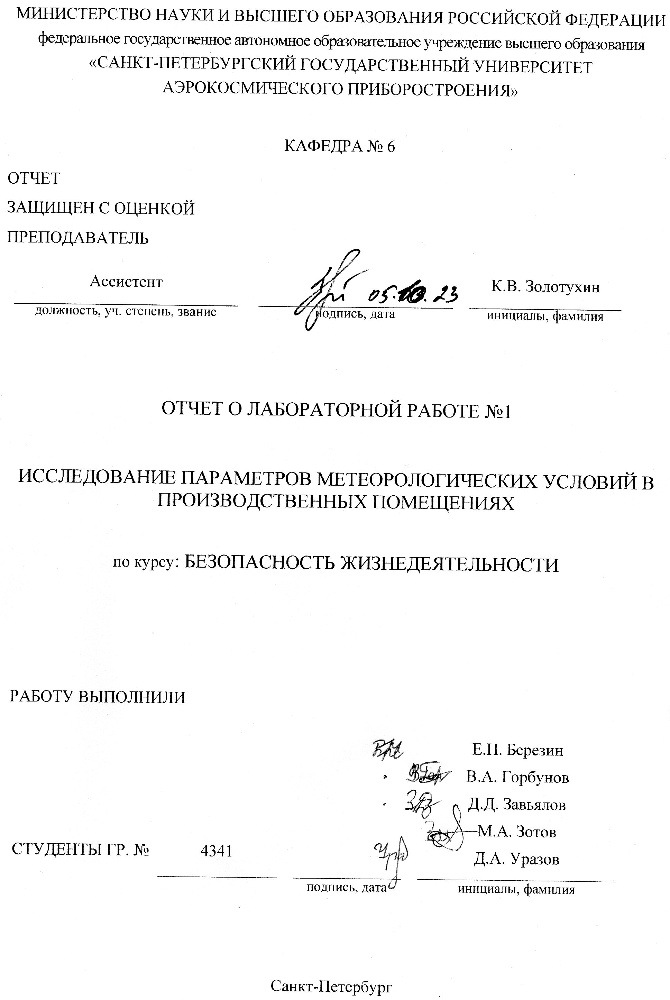 МИНИСТЕРСТВО НАУКИ И ВЫСШЕГО ОБРАЗОВАНИЯ РОССИЙСКОЙ ФЕДЕРАЦИИ
федеральное государственное автономное образовательное учреждение высшего образования
«САНКТ-ПЕТЕРБУРГСКИЙ ГОСУДАРСТВЕННЫЙ УНИВЕРСИТЕТ
АЭРОКОСМИЧЕСКОГО ПРИБОРОСТРОЕНИЯ»
КАФЕДРА № 6
ОТЧЕТ
ЗАЩИЩЕН С ОЦЕНКОЙ
ПРЕПОДАВАТЕЛЬ
Ассистент 05.10.23 К.В. Золотухин
должность, уч. степень, звание подпись, дата инициалы, фамилия
ОТЧЕТ О ЛАБОРАТОРНОЙ РАБОТЕ №1
ИССЛЕДОВАНИЕ ПАРАМЕТРОВ МЕТЕОРОЛОГИЧЕСКИХ УСЛОВИЙ В
ПРОИЗВОДСТВЕННЫХ ПОМЕЩЕНИЯХ
по курсу: БЕЗОПАСНОСТЬ ЖИЗНЕДЕЯТЕЛЬНОСТИ
РАБОТУ ВЫПОЛНИЛИ
Е.П. Березин
В.А. Горбунов
Д.Д. Завьялов
М.А. Зотов
СТУДЕНТЫ ГР. № 4341
Д.А. Уразов
подпись, дата инициалы, фамилия
Санкт-Петербург